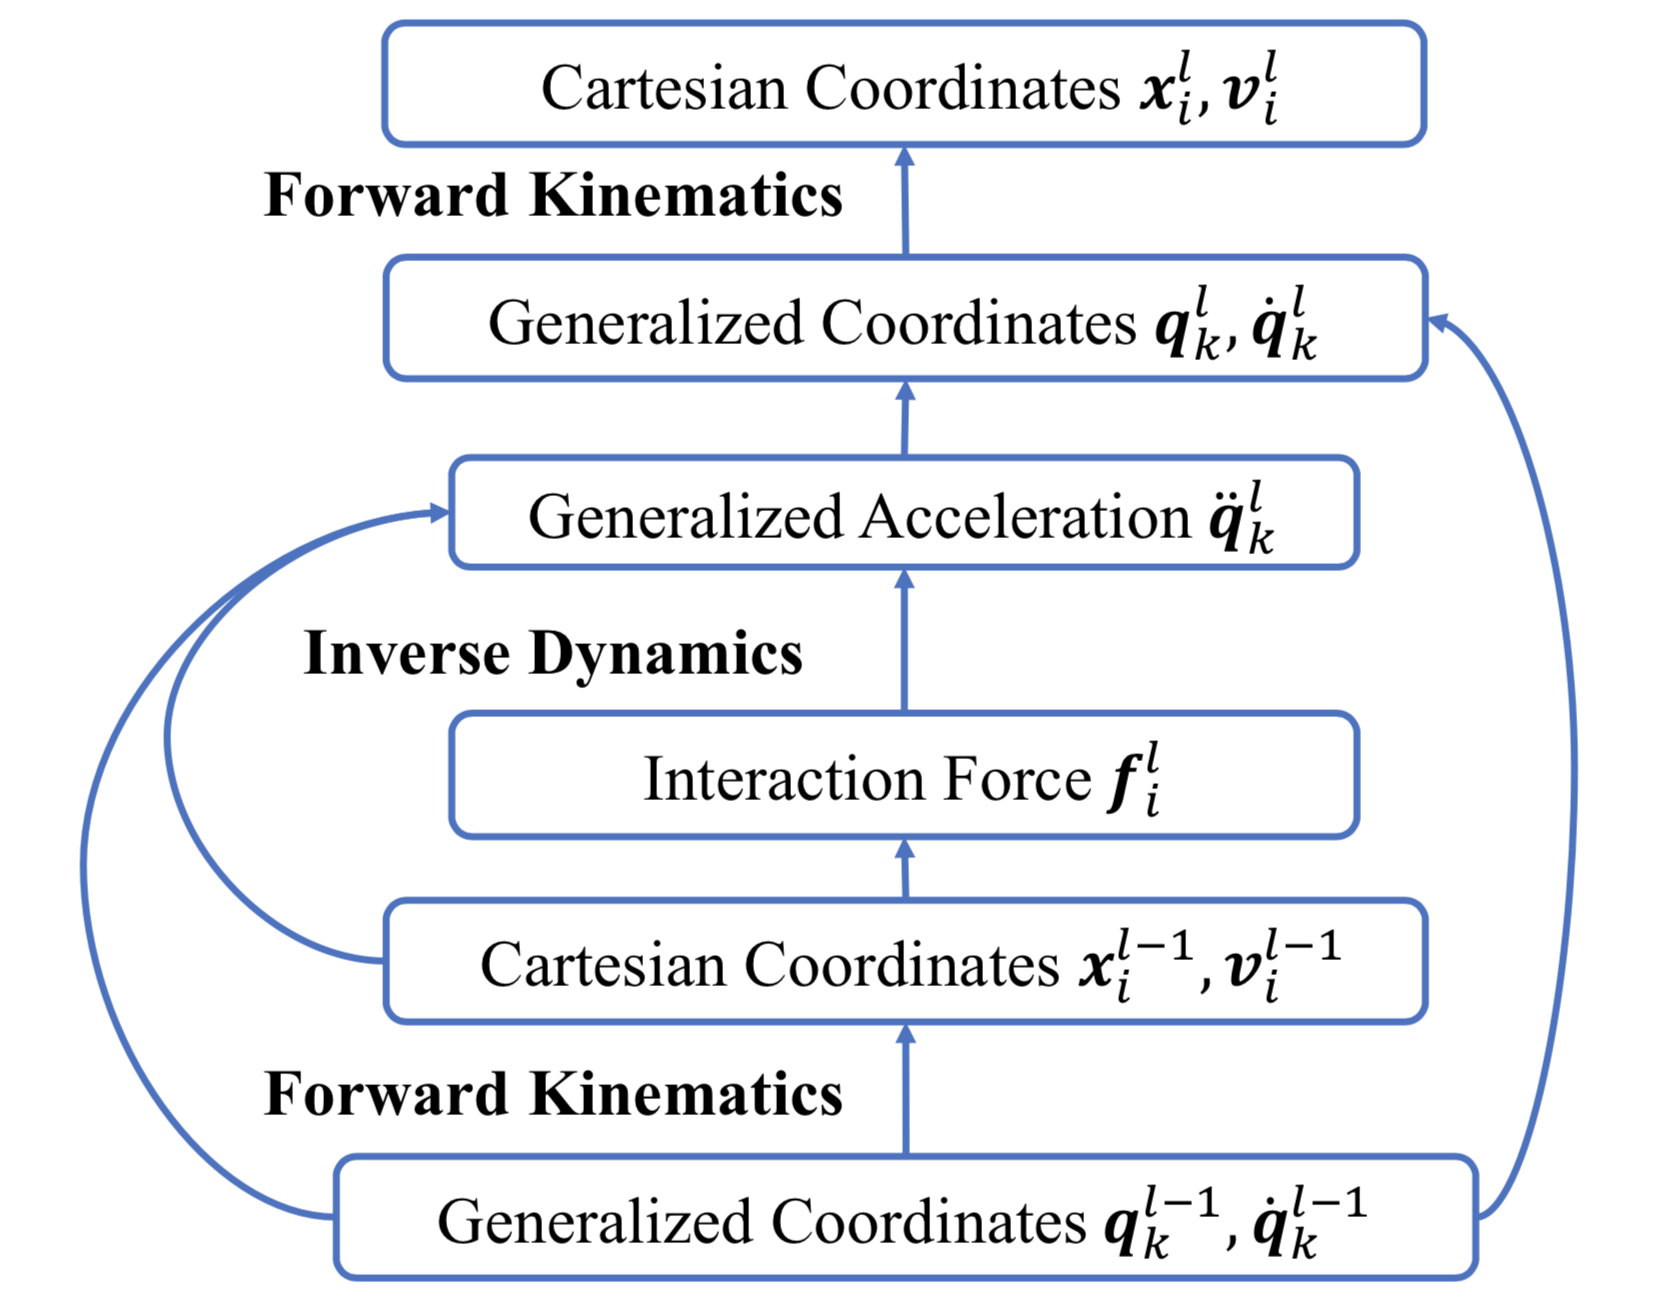 Cartesian Coordinates $\boldsymbol{x}_i^l, \boldsymbol{v}_i^l$
Forward Kinematics
Generalized Coordinates $\boldsymbol{q}_k^l, \dot{\boldsymbol{q}}_k^l$
Generalized Acceleration $\ddot{\boldsymbol{q}}_k^l$
Inverse Dynamics
Interaction Force $\boldsymbol{f}_i^l$
Cartesian Coordinates $\boldsymbol{x}_i^{l-1}, \boldsymbol{v}_i^{l-1}$
Forward Kinematics
Generalized Coordinates $\boldsymbol{q}_k^{l-1}, \dot{\boldsymbol{q}}_k^{l-1}$